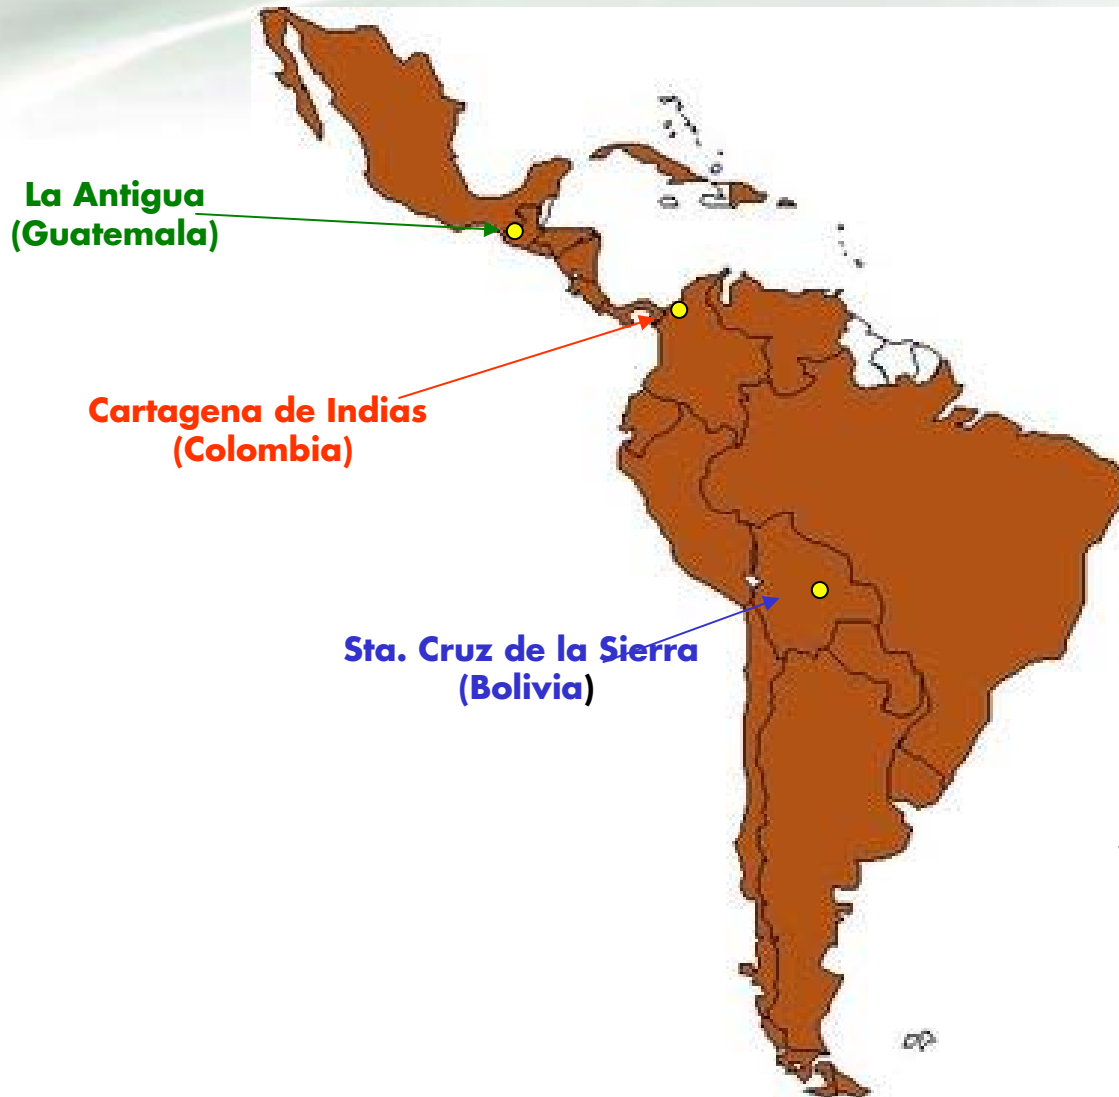 La Antigua
(Guatemala)
Cartagena de Indias
(Colombia)
Sta. Cruz de la Sierra
(Bolivia)